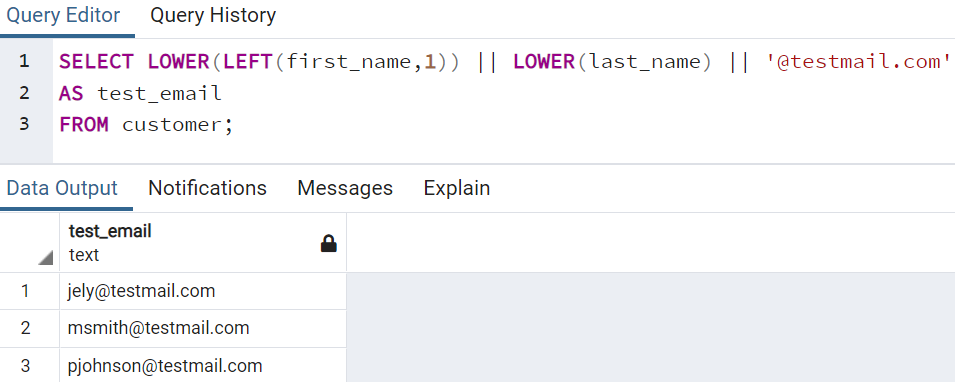 Query Editor Query History
1 SELECT LOWER(LEFT(first_name,1)) || LOWER(last_name) || '@testmail.com'
2 AS test_email
3 FROM customer;
Data Output Notifications Messages Explain
test_email
text
1 jely@testmail.com
2 msmith@testmail.com
3 pjohnson@testmail.com